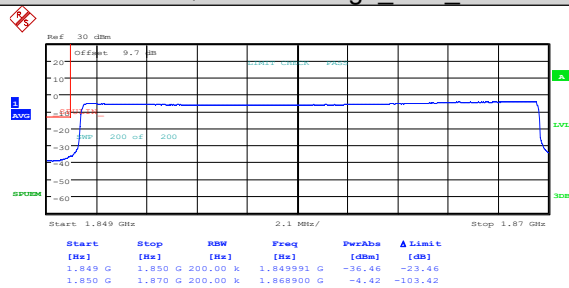 Ref 30 dBm
Offset 9.7 dB
20
LIMIT CHECK PASS
A
10
0
1
AVG
-10
LVL
-20
SWP 200 of 200
-30
-40
-50
SPUEM
-60
3DB
Start 1.849 GHz
2.1 MHz/
Stop 1.87 GHz
Start Stop RBW Freq PwrAbs Δ Limit
[Hz] [Hz] [Hz] [Hz] [dBm] [dB]
1.849 G 1.850 G 200.00 k 1.849991 G -36.46 -23.46
1.850 G 1.870 G 200.00 k 1.868900 G -4.42 -103.42